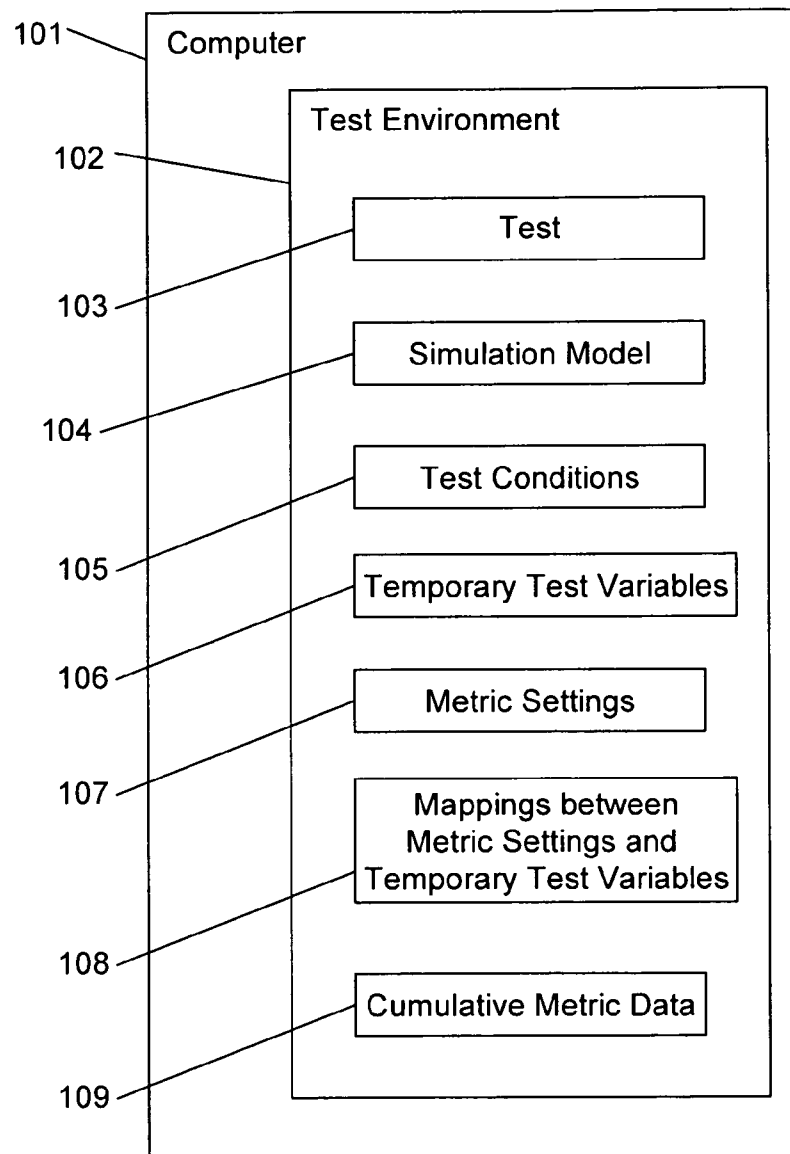 101
Computer
Test Environment
102
Test
103
Simulation Model
104
Test Conditions
105
Temporary Test Variables
106
Metric Settings
107
Mappings between
Metric Settings and
Temporary Test Variables
108
Cumulative Metric Data
109